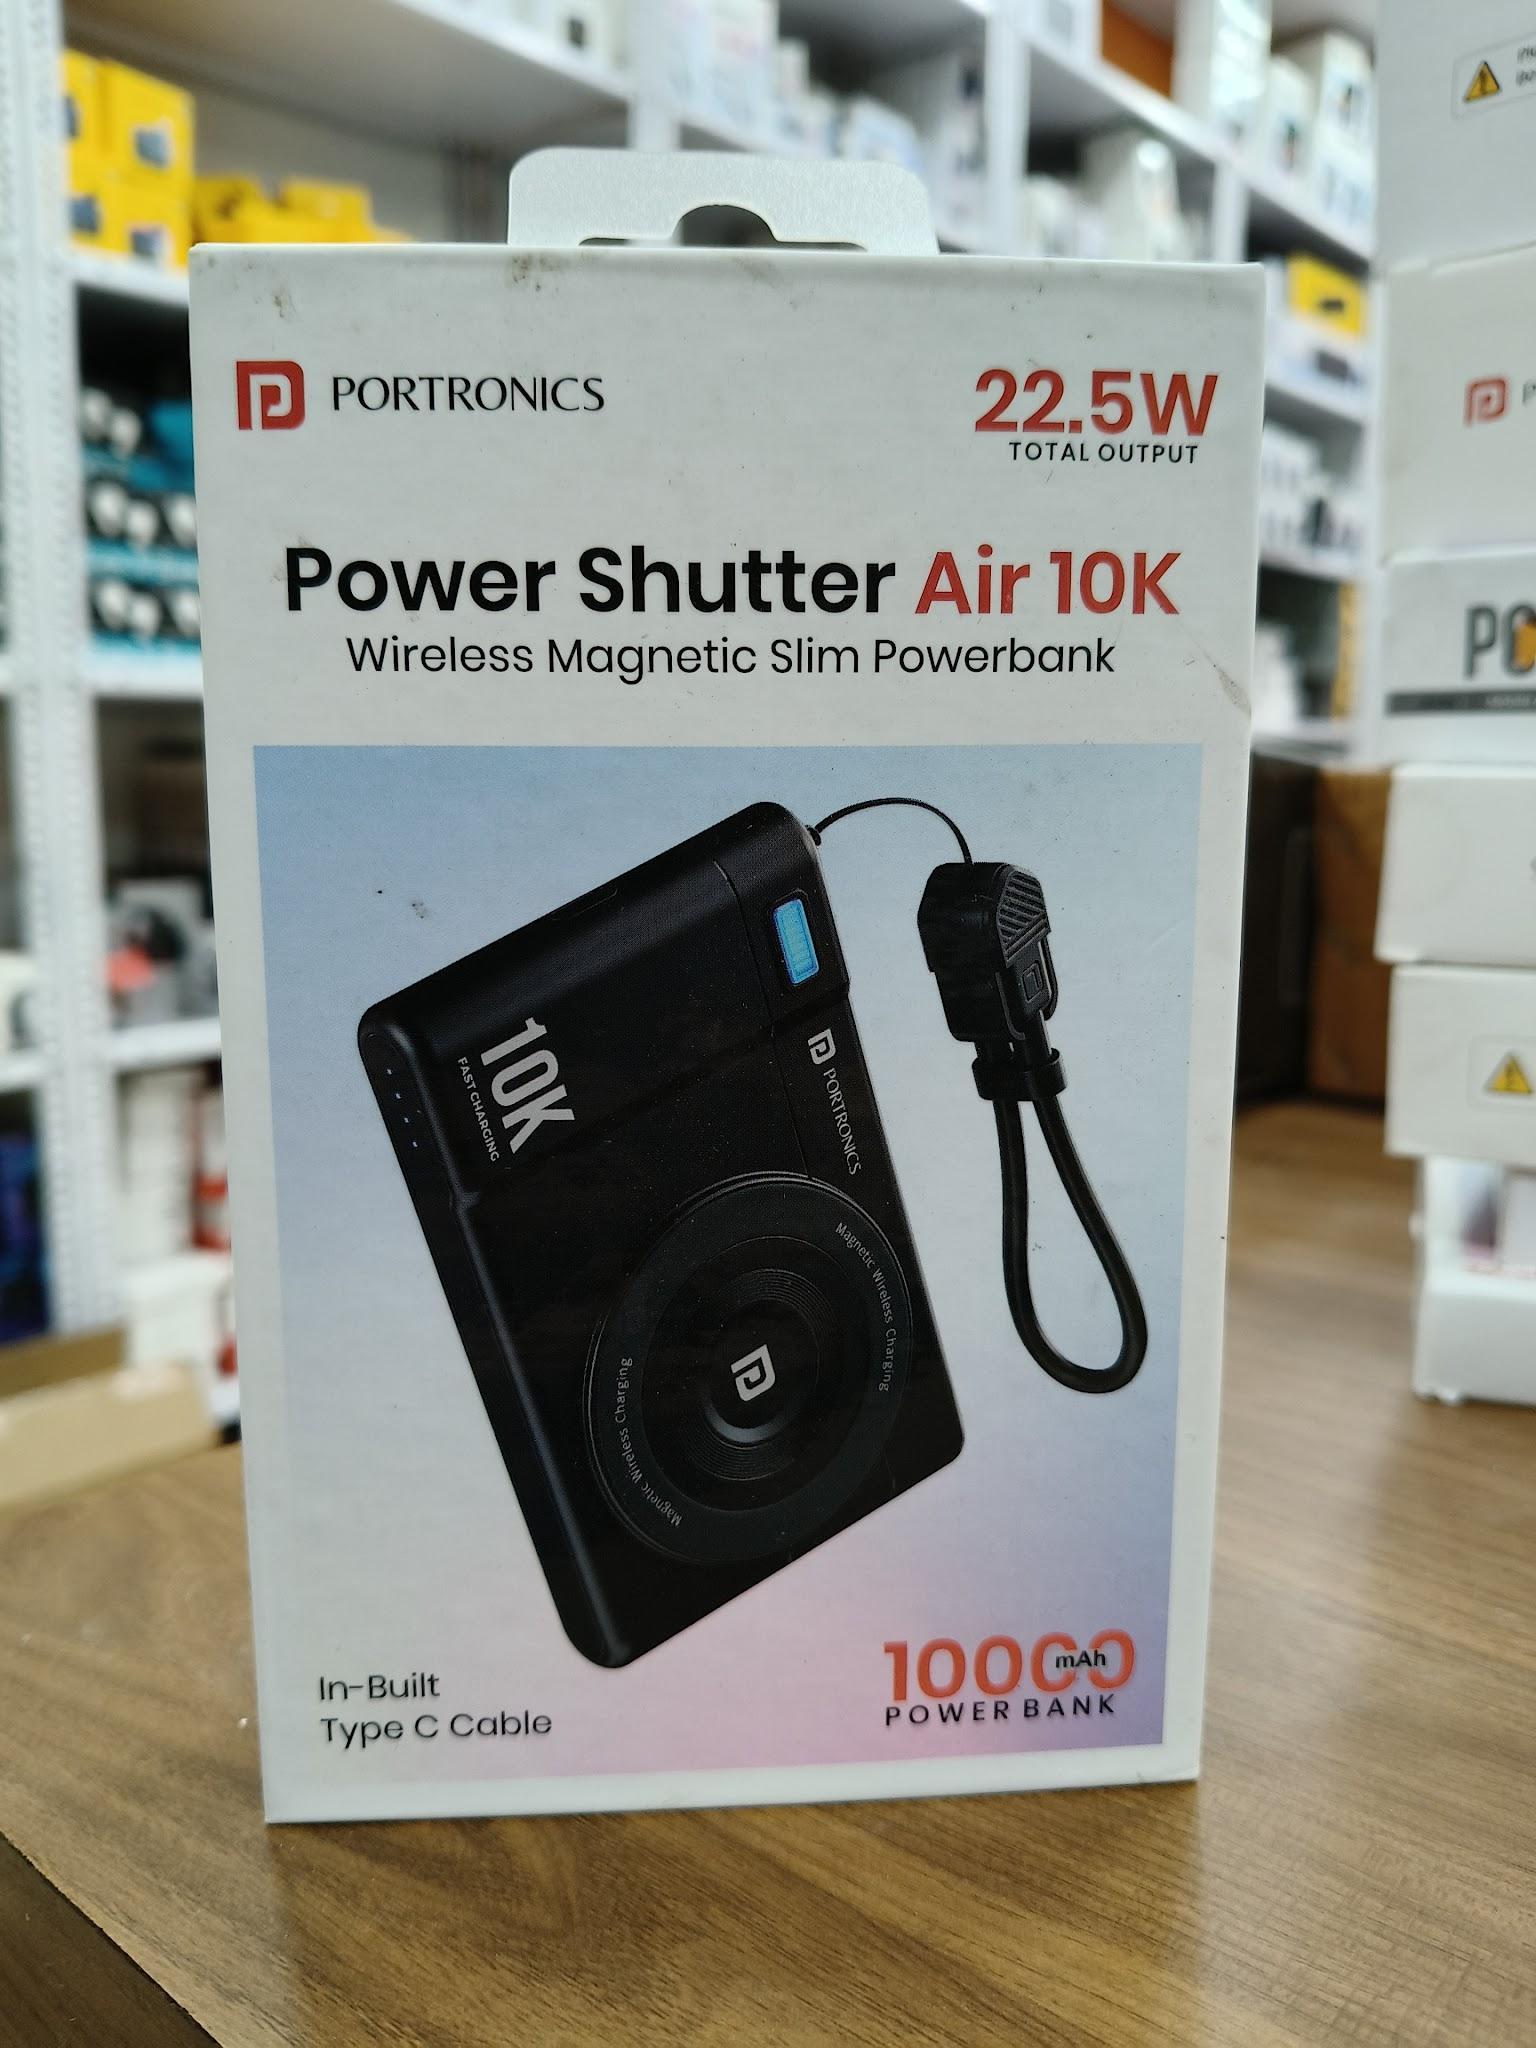 PORTRONICS
22.5W
TOTAL OUTPUT
Power Shutter Air 10K
Wireless Magnetic Slim Powerbank
10K
FAST CHARGING
PORTRONICS
Magnetic Wireless Charging
Magnetic Wireless Charging
In-Built
Type C Cable
10000
mAh
POWER BANK